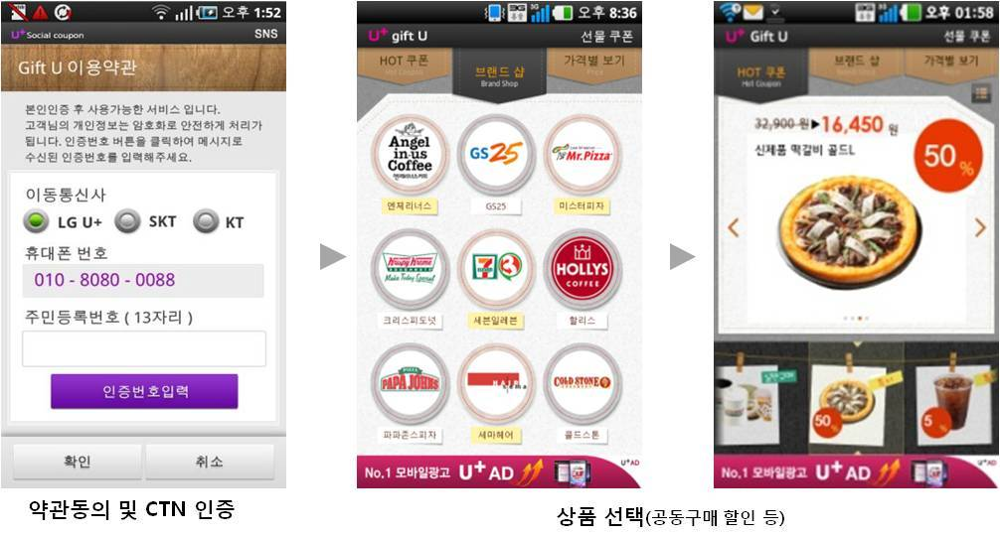 오후 1:52
U+ Social coupon
SNS
Gift U 이용약관
본인인증 후 사용가능한 서비스 입니다.
고객님의 개인정보는 암호화로 안전하게 처리가
됩니다. 인증번호 버튼을 클릭하여 메시지로
수신된 인증번호를 입력해주세요.
이동통신사
LG U+ SKT KT
휴대폰 번호
010 - 8080 - 0088
주민등록번호 ( 13자리 )
인증번호입력
확인 취소
약관동의 및 CTN 인증
3G 오후 8:36
U+ gift U
선물 쿠폰
HOT 쿠폰 브랜드 샵 가격별 보기
Hot Coupon Brand Shop Price
Angel
in-us
Coffee
엔제리너스커피
GS25
Mr.Pizza
엔제리너스 GS25 미스터피자
Krispy Kreme
DOUGHNUTS
Make Today Special
7
ELEVEN
HOLLYS
COFFEE
크리스피도넛 세븐일레븐 할리스
PIZZA
PAPA JOHNS
HAIR
COLD STONE
CREAMERY
파파존스피자 세마헤어 콜드스톤
No.1 모바일광고 U+ AD
U+AD
3G 오후 01:58
U+ Gift U
선물 쿠폰
HOT 쿠폰 브랜드 샵 가격별 보기
Hot Coupon
32,900 원▶16,450 원
신제품 떡갈비 골드L
50%
50%
5%
No.1 모바일광고 U+ AD
U+AD
상품 선택(공동구매 할인 등)